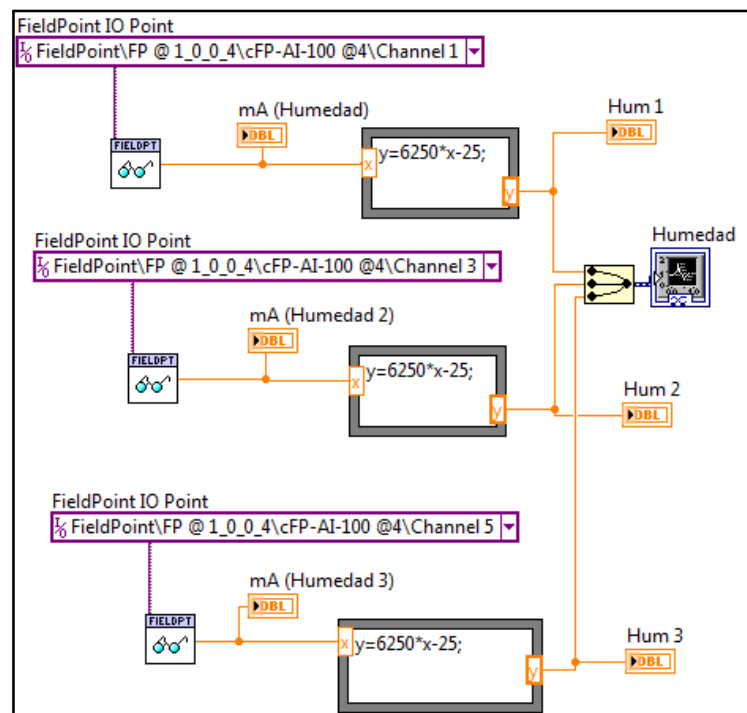 FieldPoint IO Point
I/O FieldPoint\FP @ 1_0_0_4\cFP-AI-100 @4\Channel 1
mA (Humedad)
DBL
Hum 1
DBL
FIELDPT
x
y=6250*x-25;
y
FieldPoint IO Point
I/O FieldPoint\FP @ 1_0_0_4\cFP-AI-100 @4\Channel 3
Humedad
mA (Humedad 2)
DBL
FIELDPT
x
y=6250*x-25;
y
Hum 2
DBL
FieldPoint IO Point
I/O FieldPoint\FP @ 1_0_0_4\cFP-AI-100 @4\Channel 5
mA (Humedad 3)
DBL
FIELDPT
x
y=6250*x-25;
y
Hum 3
DBL